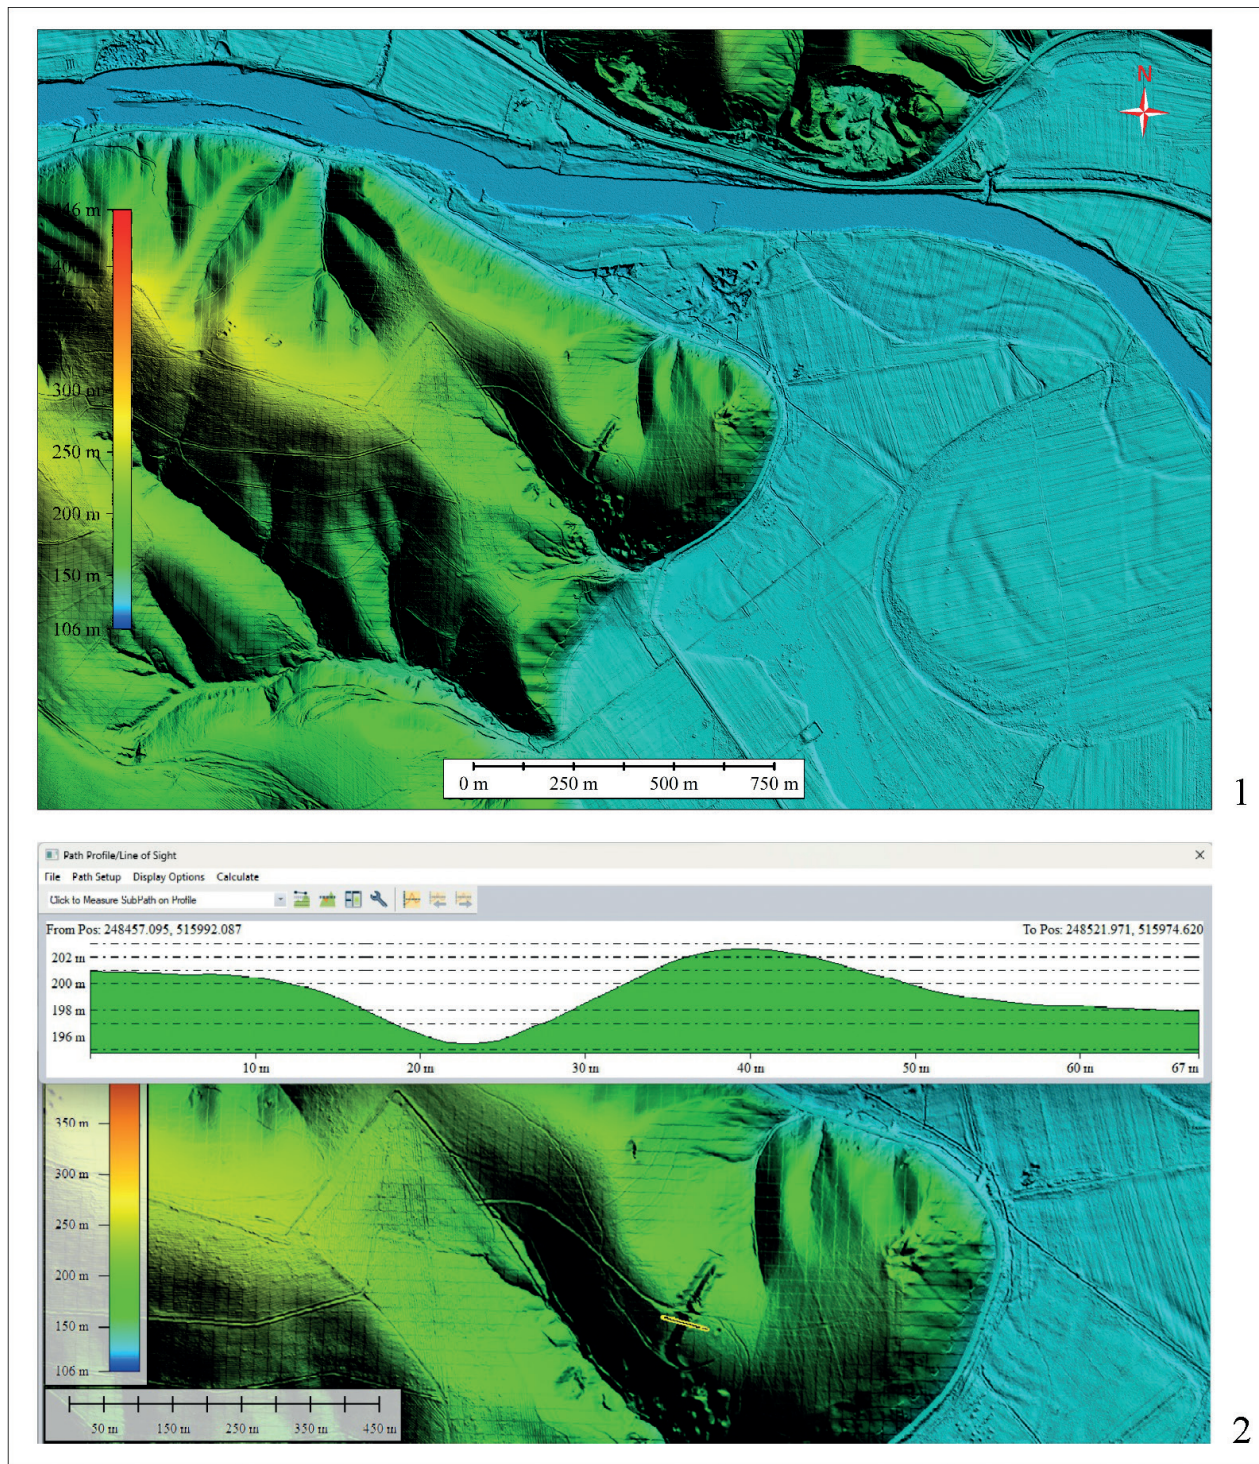 N
300 m
250 m
200 m
150 m
106 m
0 m 250 m 500 m 750 m
1
Path Profile/Line of Sight
File Path Setup Display Options Calculate
Click to Measure SubPath on Profile
From Pos: 248457.095, 515992.087 To Pos: 248521.971, 515974.620
202 m
200 m
198 m
196 m
10 m 20 m 30 m 40 m 50 m 60 m 67 m
350 m
300 m
250 m
200 m
150 m
106 m
50 m 150 m 250 m 350 m 450 m
2